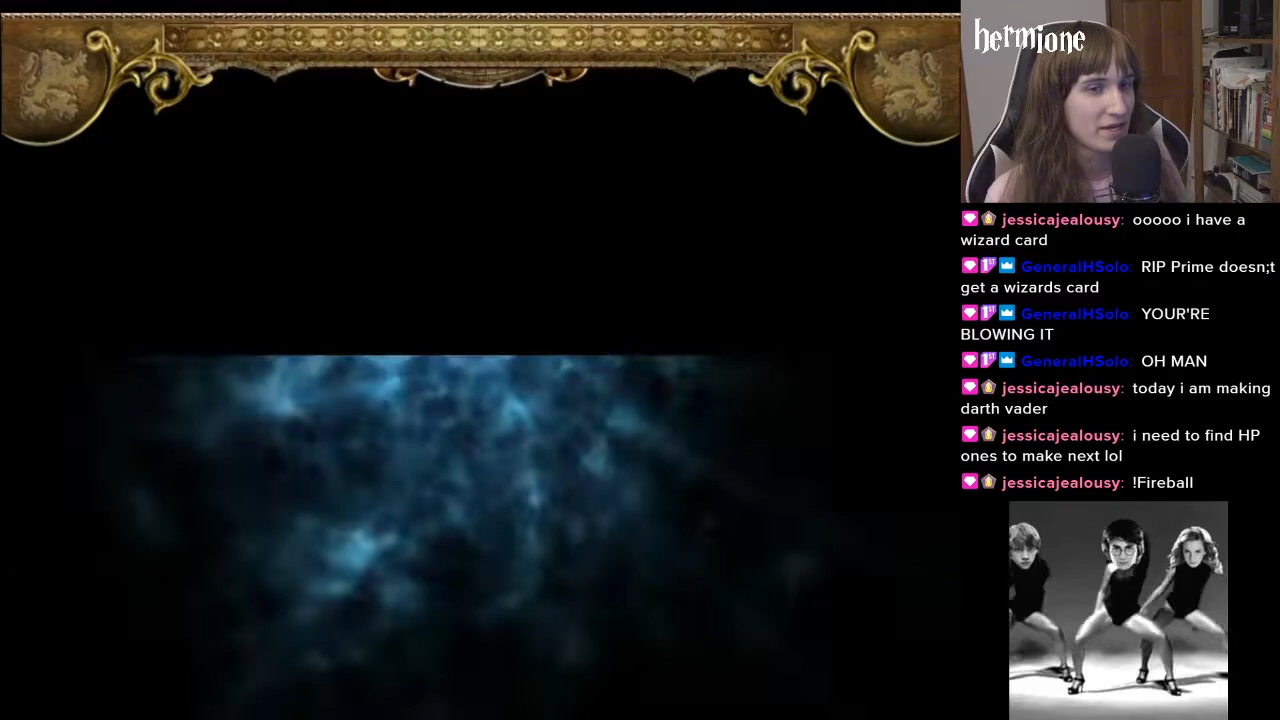 hermione
jessicajealousy: ooooo i have a
wizard card
GeneralHSolo: RIP Prime doesn;t
get a wizards card
GeneralHSolo: YOUR'RE
BLOWING IT
GeneralHSolo: OH MAN
jessicajealousy: today i am making
darth vader
jessicajealousy: i need to find HP
ones to make next lol
jessicajealousy: !Fireball